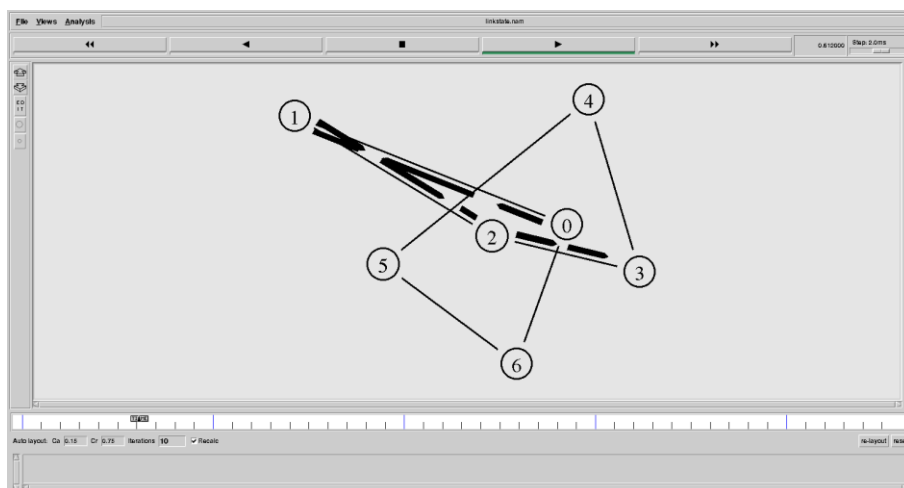 File Views Analysis linkstate.nam
0.612000 Step: 2.0ms
4
1
0
2
5
3
6
Auto layout: Ca 0.15 Cr 0.75 Iterations 10 Recalc re-layout